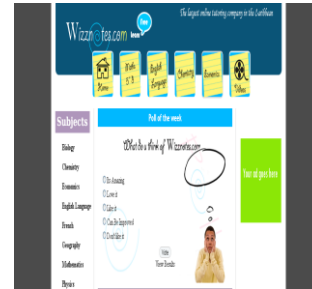 The largest online tutoring company in the Caribbean
Wizznotes.com
Free
Home
Maths
English
Language
Chemistry
Economics
Videos
Subjects
Poll of the week
Biology
Chemistry
Economics
English Language
French
Geography
Mathematics
Physics
What do u think of Wizznotes.com
It's Amazing
Love it
Like it
Can Be Improved
Don't like it
Vote
View Results
Your ad goes here